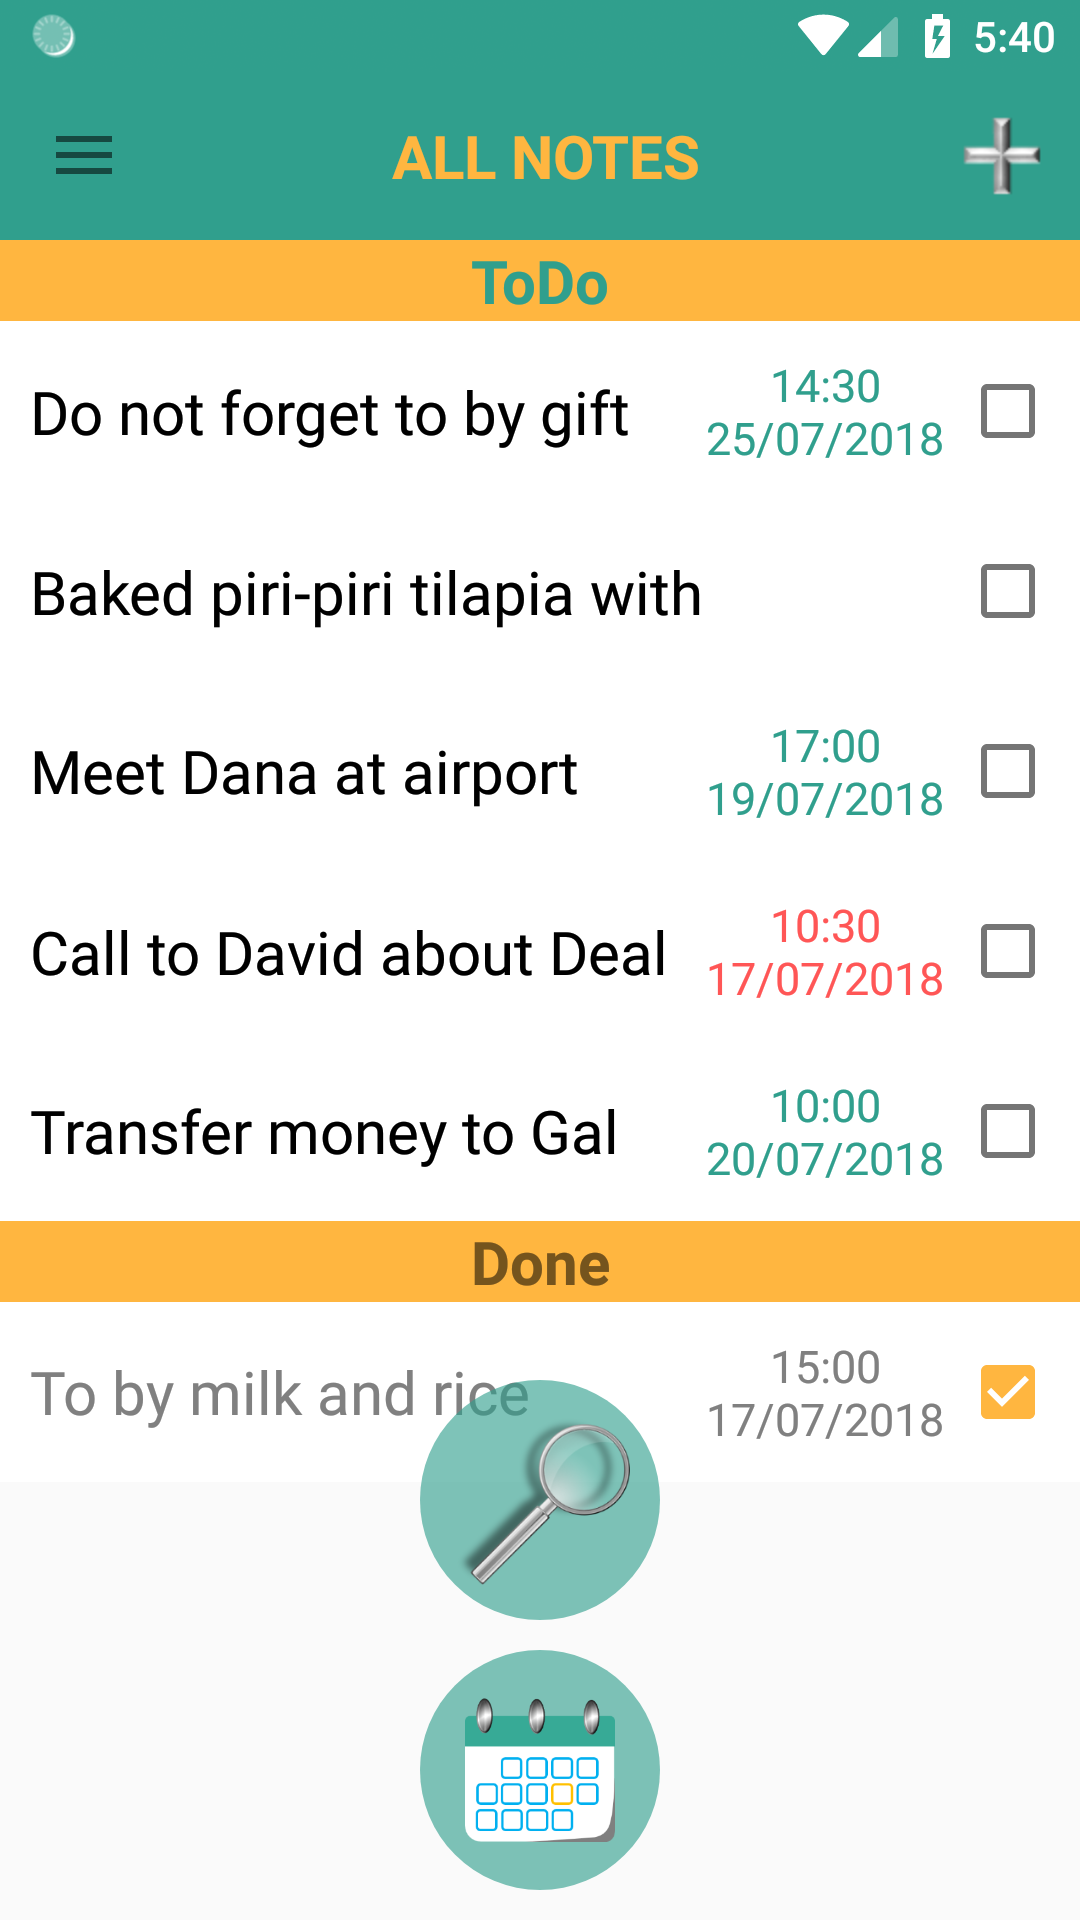 5:40
ALL NOTES
ToDo
Do not forget to by gift
14:30
25/07/2018
Baked piri-piri tilapia with
Meet Dana at airport
17:00
19/07/2018
Call to David about Deal
10:30
17/07/2018
Transfer money to Gal
10:00
20/07/2018
Done
To by milk and rice
15:00
17/07/2018